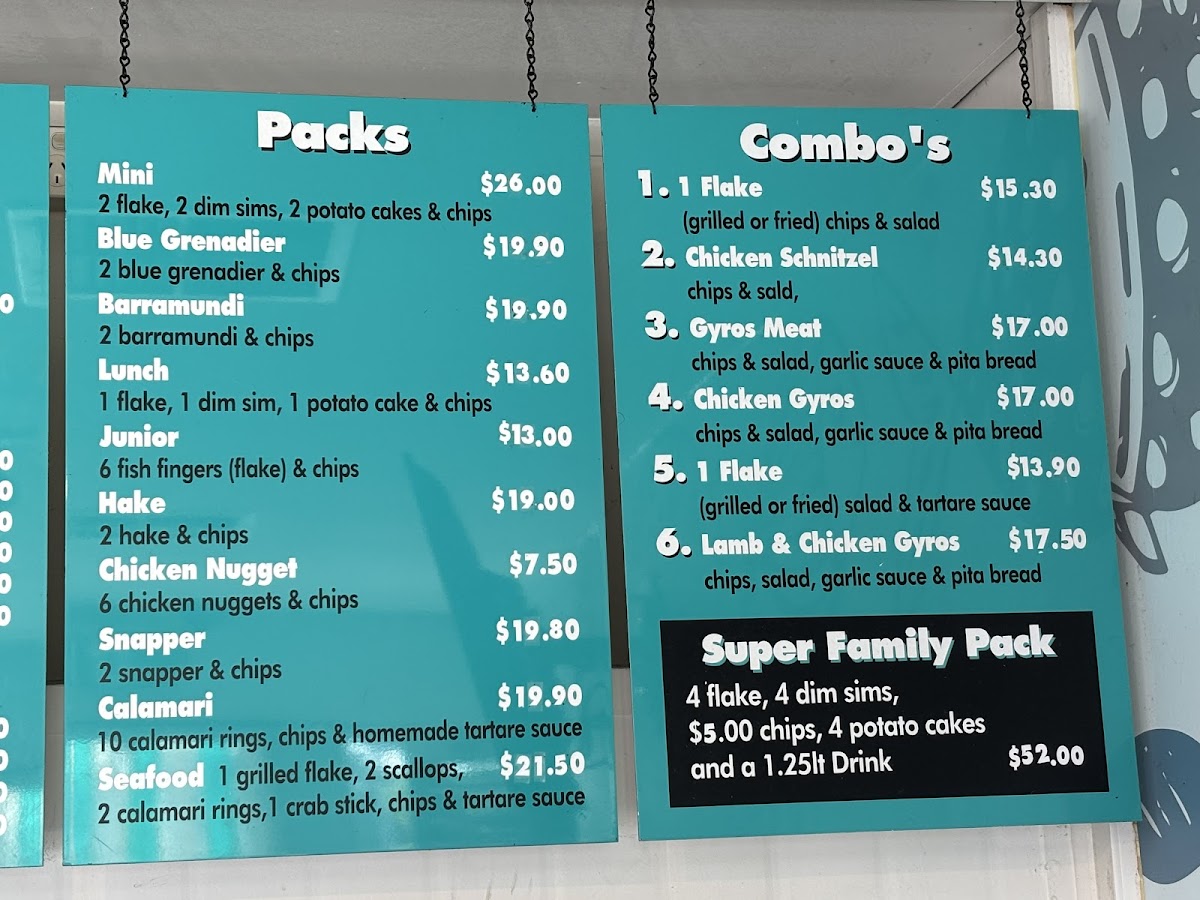 Packs
Mini $26.00
2 flake, 2 dim sims, 2 potato cakes & chips
Blue Grenadier $19.90
2 blue grenadier & chips
Barramundi $19.90
2 barramundi & chips
Lunch $13.60
1 flake, 1 dim sim, 1 potato cake & chips
Junior $13.00
6 fish fingers (flake) & chips
Hake $19.00
2 hake & chips
Chicken Nugget $7.50
6 chicken nuggets & chips
Snapper $19.80
2 snapper & chips
Calamari $19.90
10 calamari rings, chips & homemade tartare sauce
Seafood 1 grilled flake, 2 scallops, $21.50
2 calamari rings,1 crab stick, chips & tartare sauce
Combo's
1. 1 Flake $15.30
(grilled or fried) chips & salad
2. Chicken Schnitzel $14.30
chips & sald,
3. Gyros Meat $17.00
chips & salad, garlic sauce & pita bread
4. Chicken Gyros $17.00
chips & salad, garlic sauce & pita bread
5. 1 Flake $13.90
(grilled or fried) salad & tartare sauce
6. Lamb & Chicken Gyros $17.50
chips, salad, garlic sauce & pita bread
Super Family Pack
4 flake, 4 dim sims,
$5.00 chips, 4 potato cakes
and a 1.25lt Drink $52.00